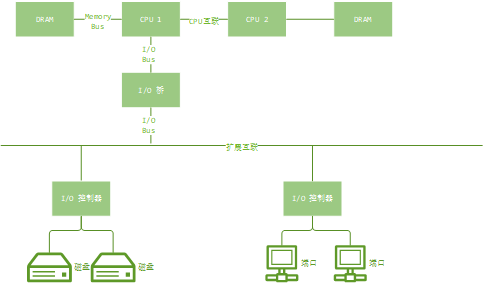 DRAM
Memory
Bus
CPU 1
CPU互联
CPU 2
DRAM
I/O
Bus
I/O 桥
I/O
Bus
扩展互联
I/O 控制器
I/O 控制器
磁盘
磁盘
端口
端口